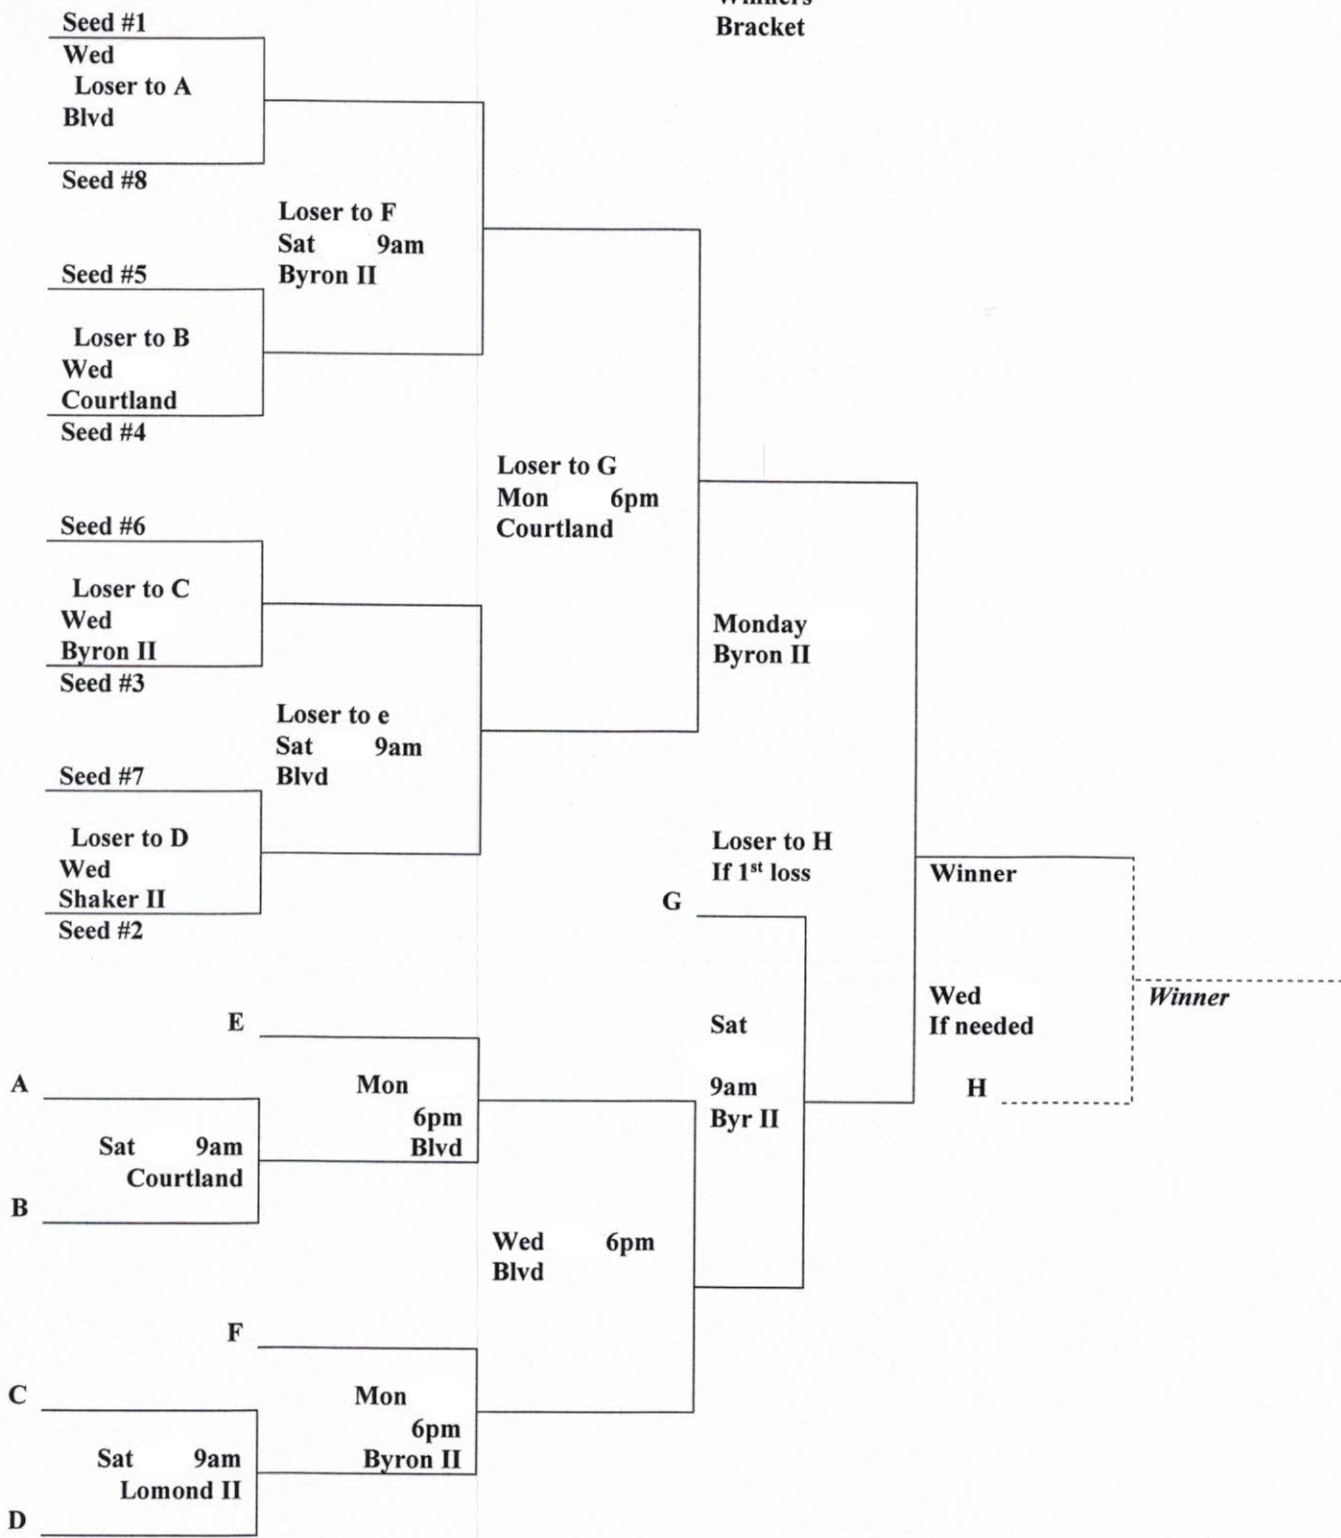 Winners
Bracket
Seed #1
Wed
Loser to A
Blvd
Seed #8
Loser to F
Sat 9am
Byron II
Seed #5
Loser to B
Wed
Courtland
Seed #4
Loser to G
Mon 6pm
Courtland
Seed #6
Loser to C
Wed
Byron II
Seed #3
Monday
Byron II
Loser to e
Sat 9am
Blvd
Seed #7
Loser to D
Wed
Shaker II
Seed #2
Loser to H
If 1st loss
Winner
G
Wed
If needed
Winner
H
E
Sat
9am
Byr II
A
Mon
6pm
Blvd
Sat 9am
Courtland
B
Wed 6pm
Blvd
F
C
Mon
6pm
Byron II
Sat 9am
Lomond II
D